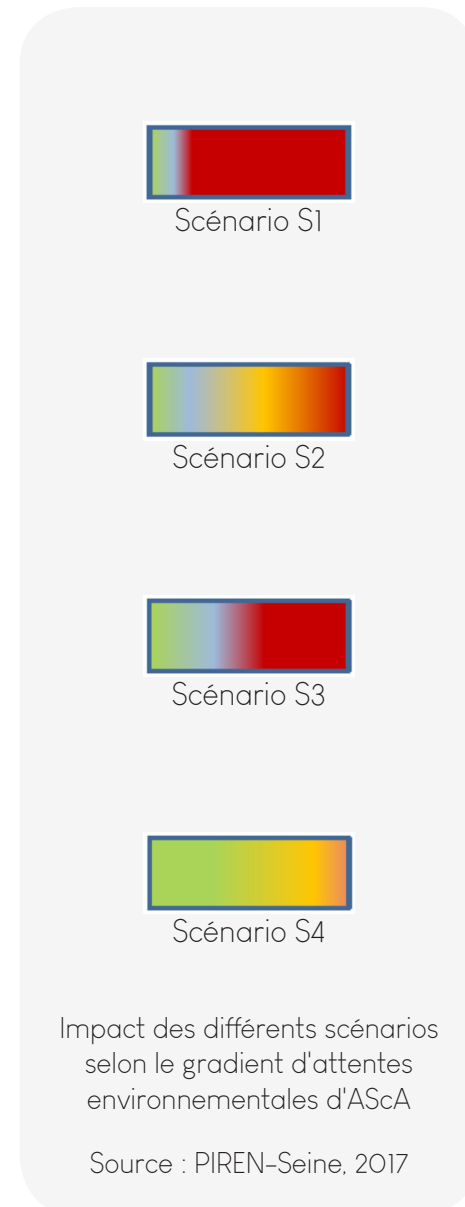 Scénario S1
Scénario S2
Scénario S3
Scénario S4
Impact des différents scénarios
selon le gradient d'attentes
environnementales d'AScA
Source : PIREN-Seine, 2017